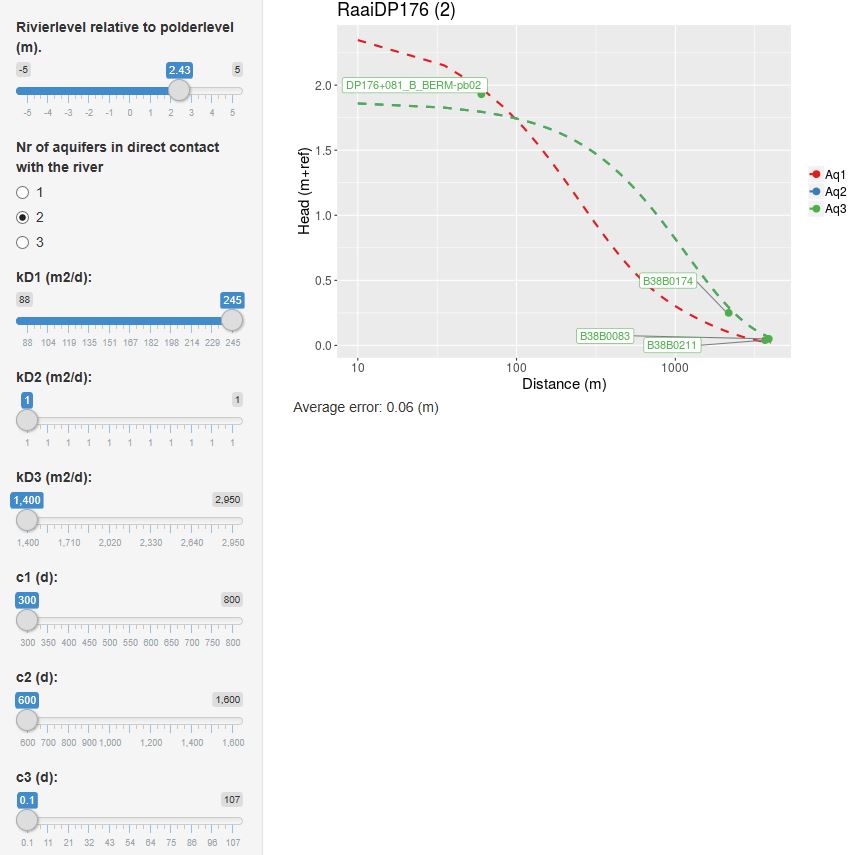 Rivierlevel relative to polderlevel
(m).
-5 2.43 5
-5 -4 -3 -2 -1 0 1 2 3 4 5
Nr of aquifers in direct contact
with the river
1
2
3
kD1 (m2/d):
88 245
88 104 119 135 151 167 182 198 214 229 245
kD2 (m2/d):
1 1
1 1 1 1 1 1 1 1 1 1 1
kD3 (m2/d):
1,400 2,950
1,400 1,710 2,020 2,330 2,640 2,950
c1 (d):
300 800
300 350 400 450 500 550 600 650 700 750 800
c2 (d):
600 1,600
600 700 800 900 1,000 1,200 1,400 1,600
c3 (d):
0.1 107
0.1 11 21 32 43 54 64 75 86 96 107
RaaiDP176 (2)
Head (m+ref)
2.0
1.5
1.0
0.5
0.0
DP176+081_B_BERM-pb02
B38B0174
B38B0083
B38B0211
10 100 1000
Distance (m)
Aq1
Aq2
Aq3
Average error: 0.06 (m)